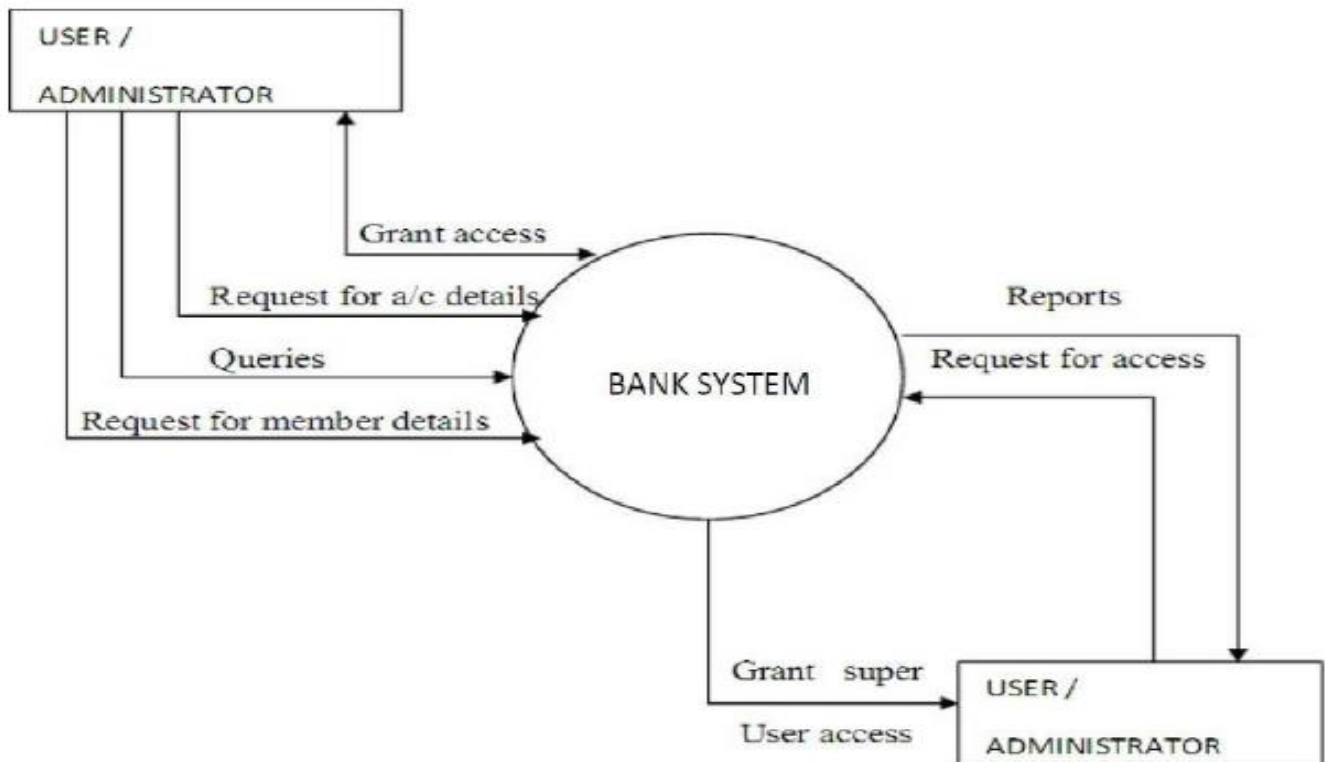 USER /
ADMINISTRATOR
Grant access
Request for a/c details
Queries
Request for member details
BANK SYSTEM
Reports
Request for access
Grant super
User access
USER /
ADMINISTRATOR